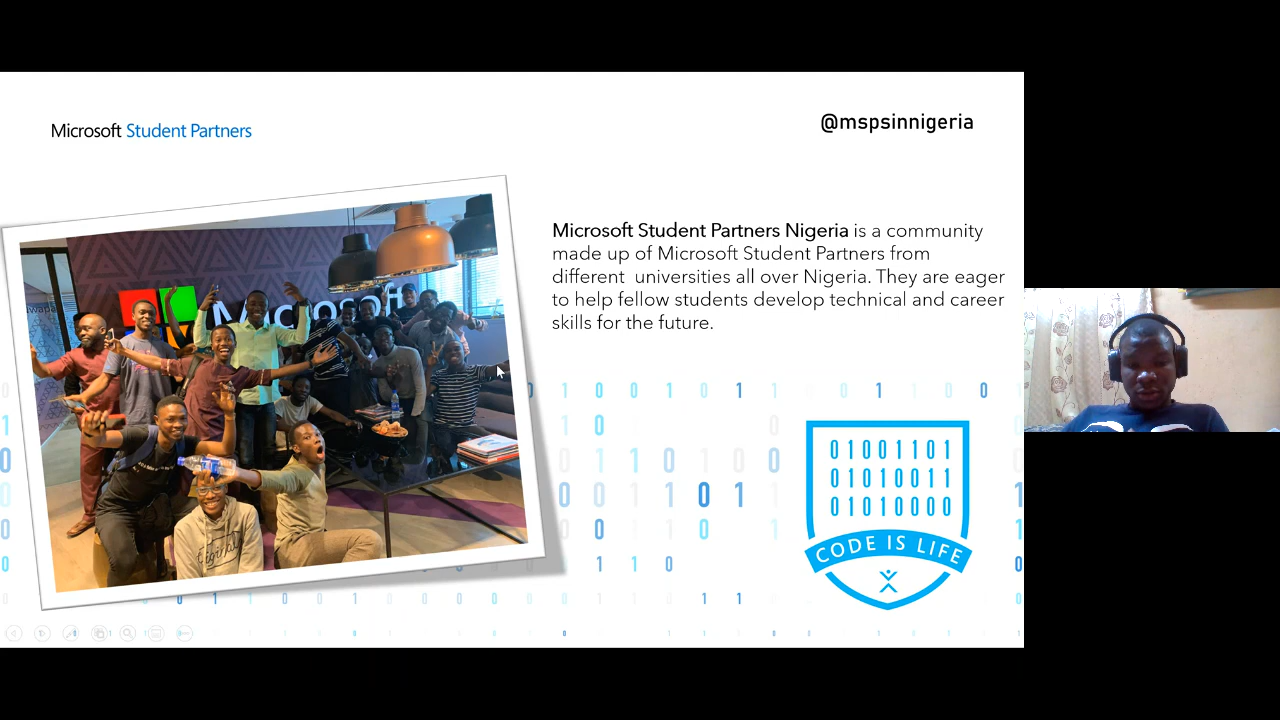 Microsoft Student Partners
@mspsinnigeria
Microsoft Student Partners Nigeria is a community
made up of Microsoft Student Partners from
different universities all over Nigeria. They are eager
to help fellow students develop technical and career
skills for the future.
Microsoft
01001101
01010011
01010000
CODE IS LIFE